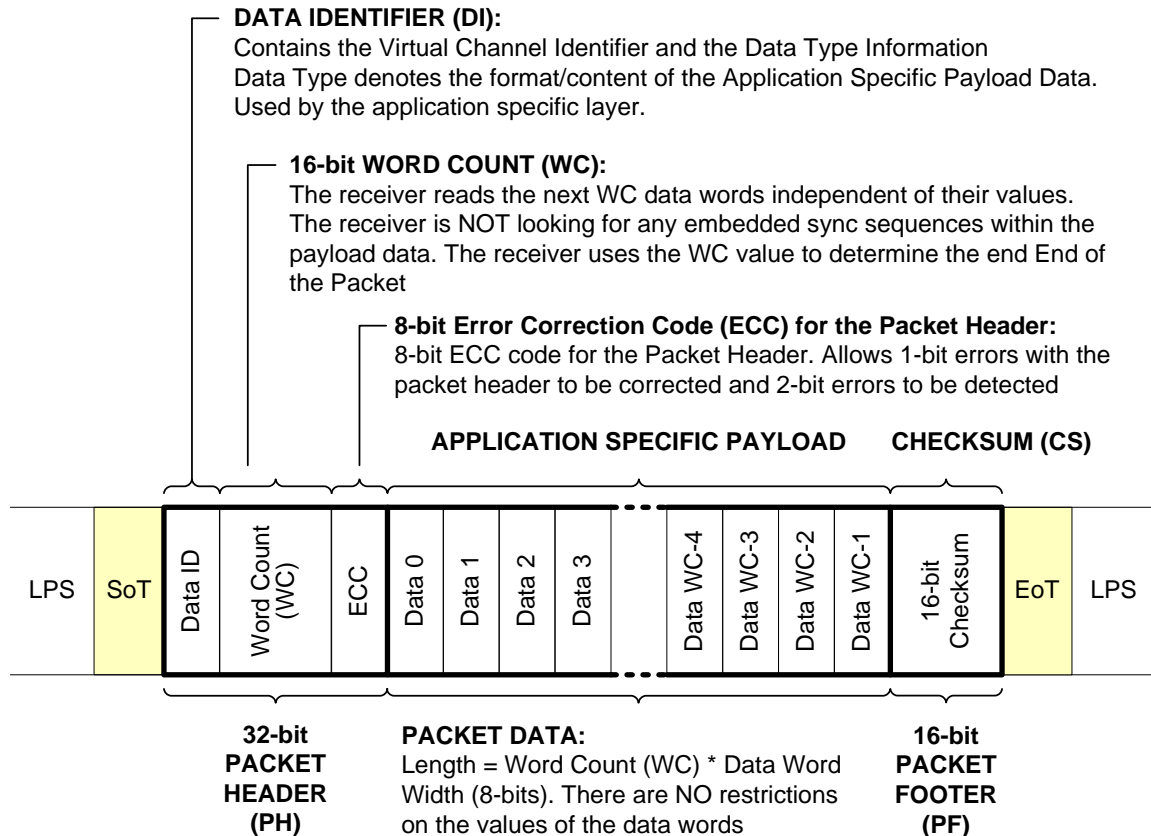 DATA IDENTIFIER (DI):
Contains the Virtual Channel Identifier and the Data Type Information
Data Type denotes the format/content of the Application Specific Payload Data.
Used by the application specific layer.
16-bit WORD COUNT (WC):
The receiver reads the next WC data words independent of their values.
The receiver is NOT looking for any embedded sync sequences within the
payload data. The receiver uses the WC value to determine the end End of
the Packet
8-bit Error Correction Code (ECC) for the Packet Header:
8-bit ECC code for the Packet Header. Allows 1-bit errors with the
packet header to be corrected and 2-bit errors to be detected
APPLICATION SPECIFIC PAYLOAD
CHECKSUM (CS)
LPS
SoT
Data ID
Word Count
(WC)
ECC
Data 0
Data 1
Data 2
Data 3
Data WC-4
Data WC-3
Data WC-2
Data WC-1
16-bit
Checksum
EoT
LPS
32-bit
PACKET
HEADER
(PH)
PACKET DATA:
Length = Word Count (WC) * Data Word
Width (8-bits). There are NO restrictions
on the values of the data words
16-bit
PACKET
FOOTER
(PF)